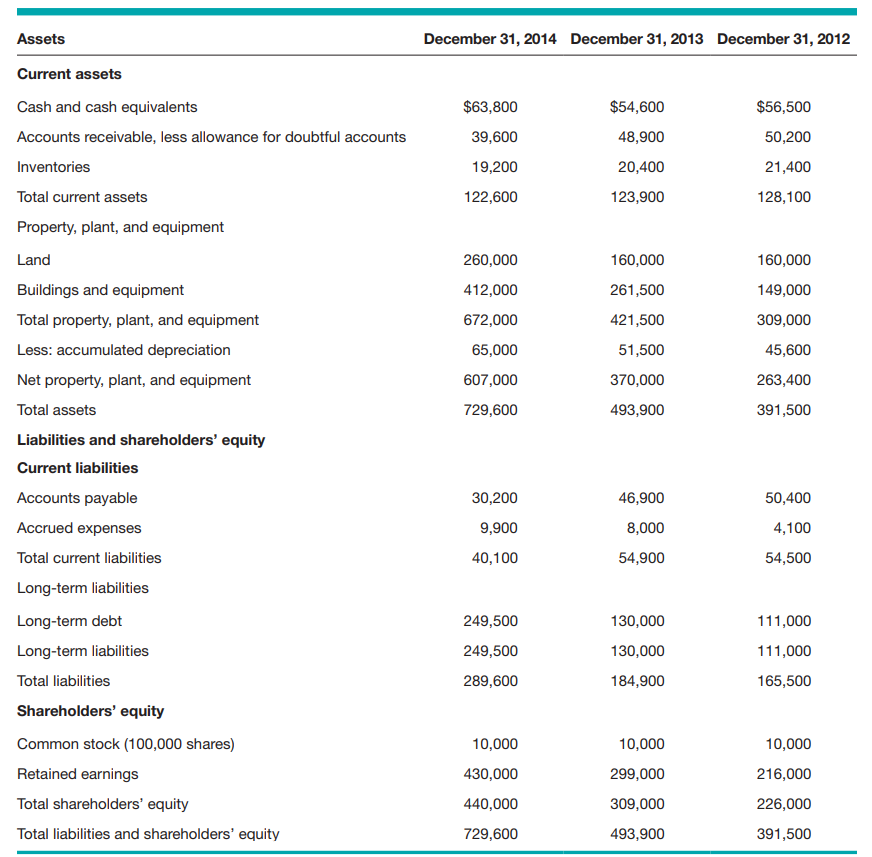 Assets December 31, 2014 December 31, 2013 December 31, 2012
Current assets
Cash and cash equivalents $63,800 $54,600 $56,500
Accounts receivable, less allowance for doubtful accounts 39,600 48,900 50,200
Inventories 19,200 20,400 21,400
Total current assets 122,600 123,900 128,100
Property, plant, and equipment
Land 260,000 160,000 160,000
Buildings and equipment 412,000 261,500 149,000
Total property, plant, and equipment 672,000 421,500 309,000
Less: accumulated depreciation 65,000 51,500 45,600
Net property, plant, and equipment 607,000 370,000 263,400
Total assets 729,600 493,900 391,500
Liabilities and shareholders’ equity
Current liabilities
Accounts payable 30,200 46,900 50,400
Accrued expenses 9,900 8,000 4,100
Total current liabilities 40,100 54,900 54,500
Long-term liabilities
Long-term debt 249,500 130,000 111,000
Long-term liabilities 249,500 130,000 111,000
Total liabilities 289,600 184,900 165,500
Shareholders’ equity
Common stock (100,000 shares) 10,000 10,000 10,000
Retained earnings 430,000 299,000 216,000
Total shareholders’ equity 440,000 309,000 226,000
Total liabilities and shareholders’ equity 729,600 493,900 391,500